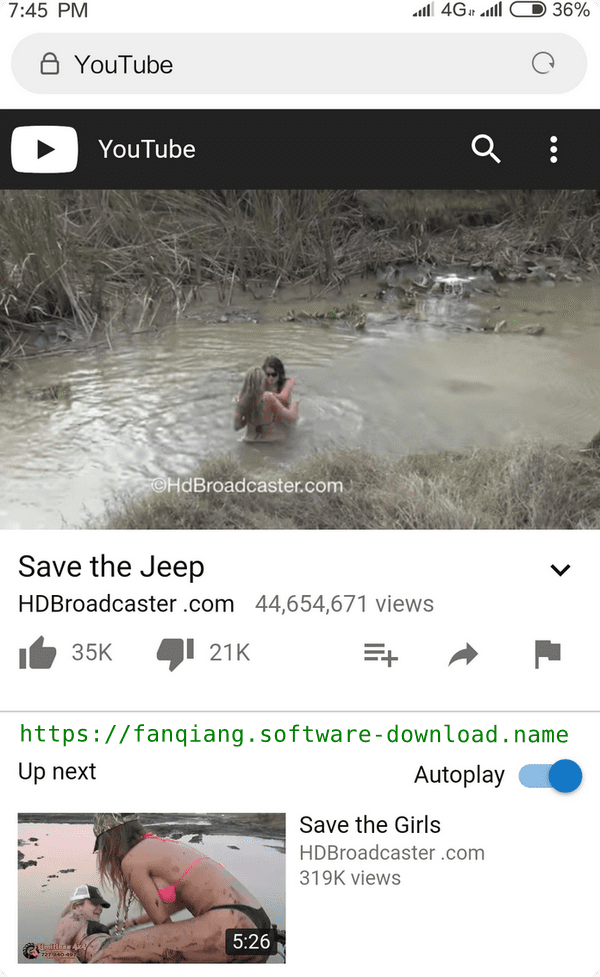 7:45 PM 4G 36%
YouTube
YouTube
©HdBroadcaster.com
Save the Jeep
HDBroadcaster .com 44,654,671 views
35K 21K
https://fanqiang.software-download.name
Up next Autoplay
Save the Girls
HDBroadcaster .com
319K views
5:26